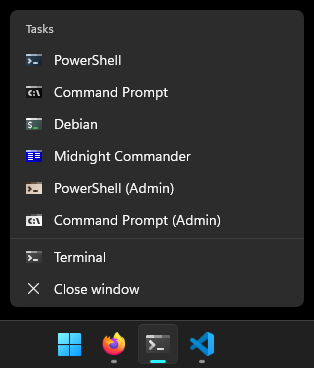 Tasks
PowerShell
Command Prompt
Debian
Midnight Commander
PowerShell (Admin)
Command Prompt (Admin)
Terminal
Close window